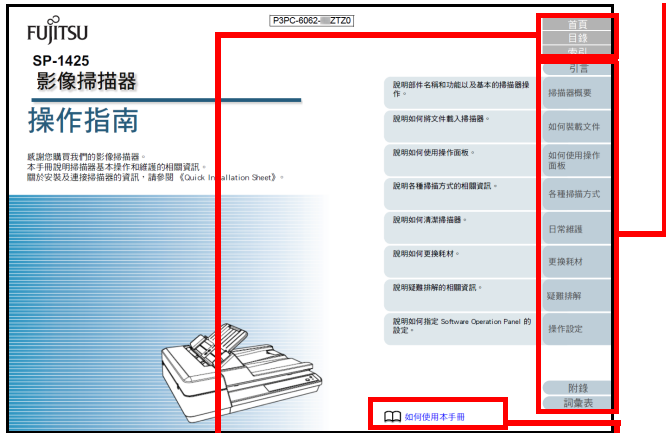 FUJITSU
P3PC-6062- ZTZ0
SP-1425
影像掃描器
操作指南
感謝您購買我們的影像掃描器。
本手冊說明掃描器基本操作和維護的相關資訊。
關於安裝及連接掃描器的資訊，請參閱《Quick Installation Sheet》。
首頁
目錄
索引
引言
說明部件名稱和功能以及基本的掃描器操
作。
掃描器概要
說明如何將文件載入掃描器。
如何裝載文件
說明如何使用操作面板。
如何使用操作
面板
說明各種掃描方式的相關資訊。
各種掃描方式
說明如何清潔掃描器。
日常維護
說明如何更換耗材。
更換耗材
說明疑難排解的相關資訊。
疑難排解
說明如何指定 Software Operation Panel 的
設定。
操作設定
附錄
詞彙表
如何使用本手冊